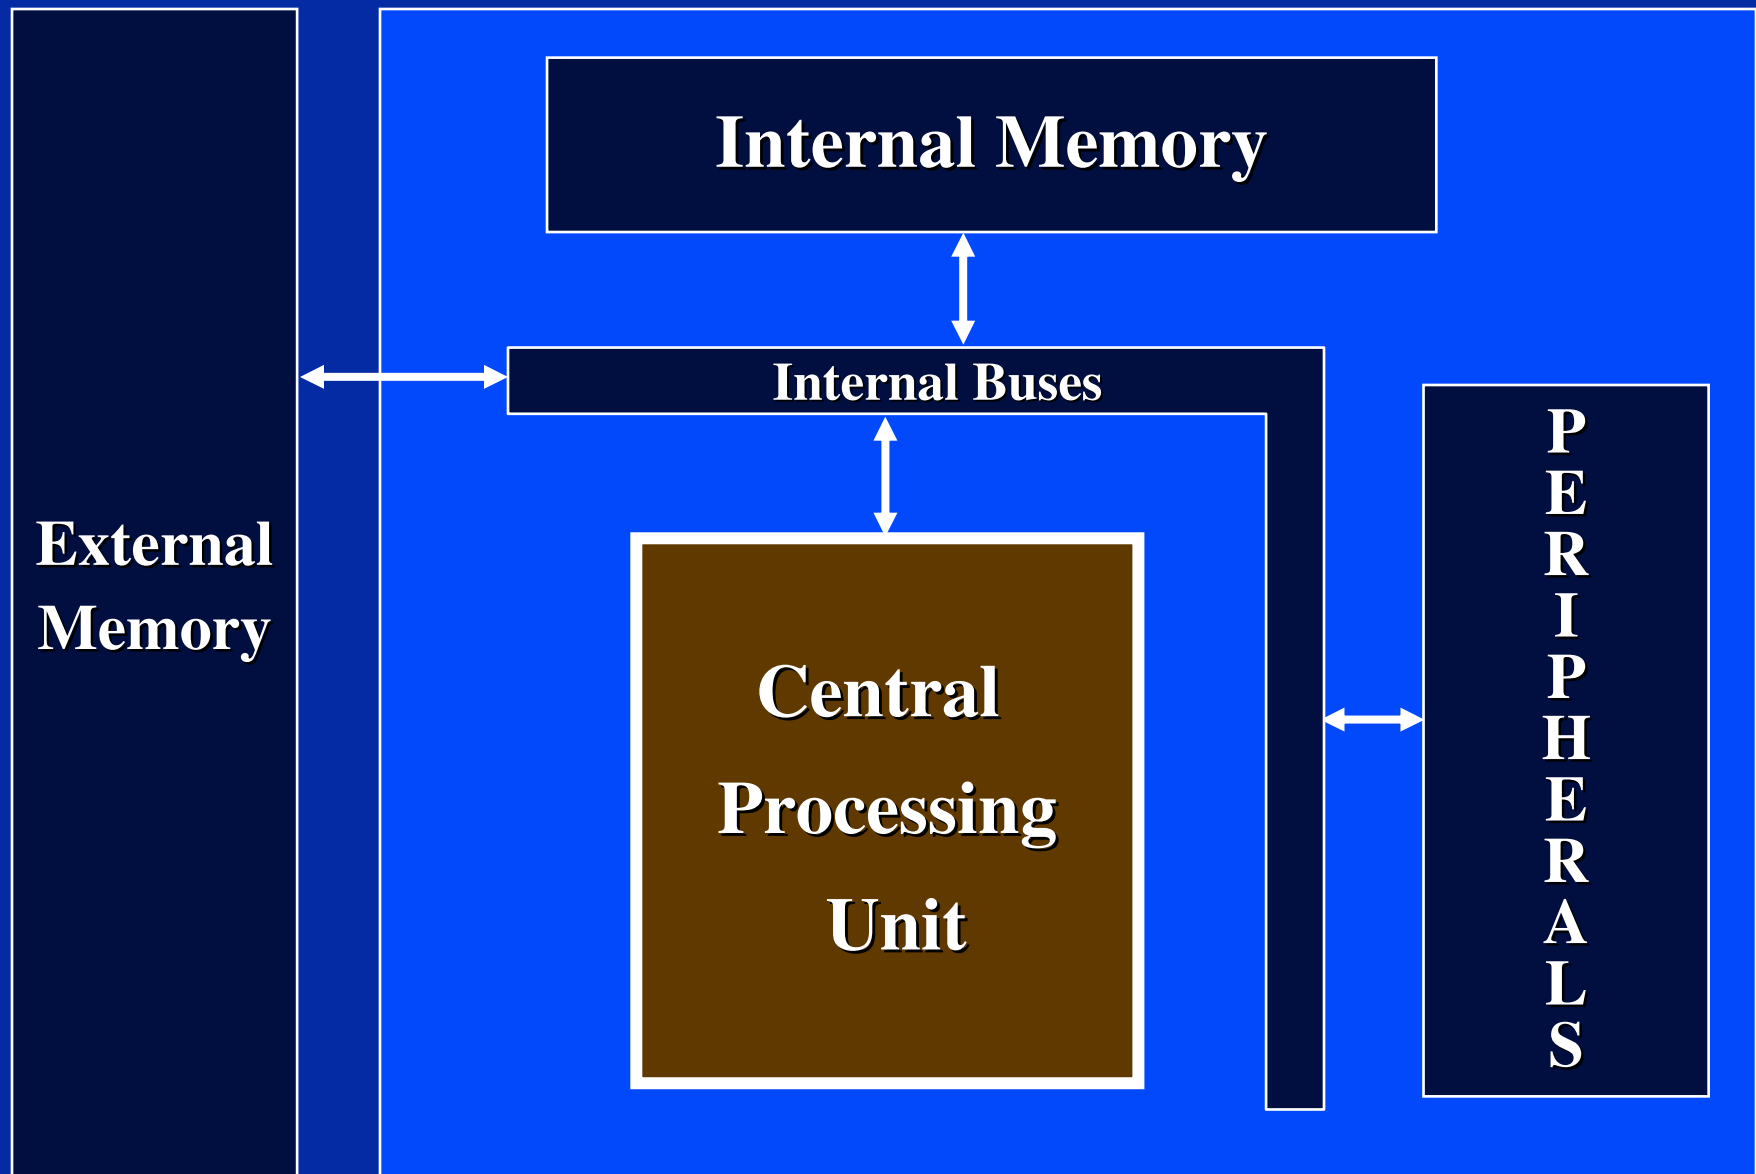 Internal Memory
Internal Buses
External
Memory
Central
Processing
Unit
P
E
R
I
P
H
E
R
A
L
S